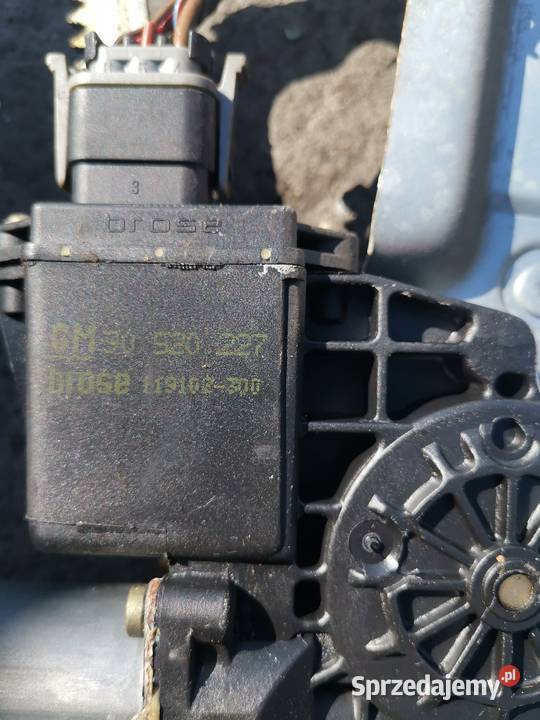 3
brose
GM 90 520 227
brose 119102-300
Sprzedajemy.pl